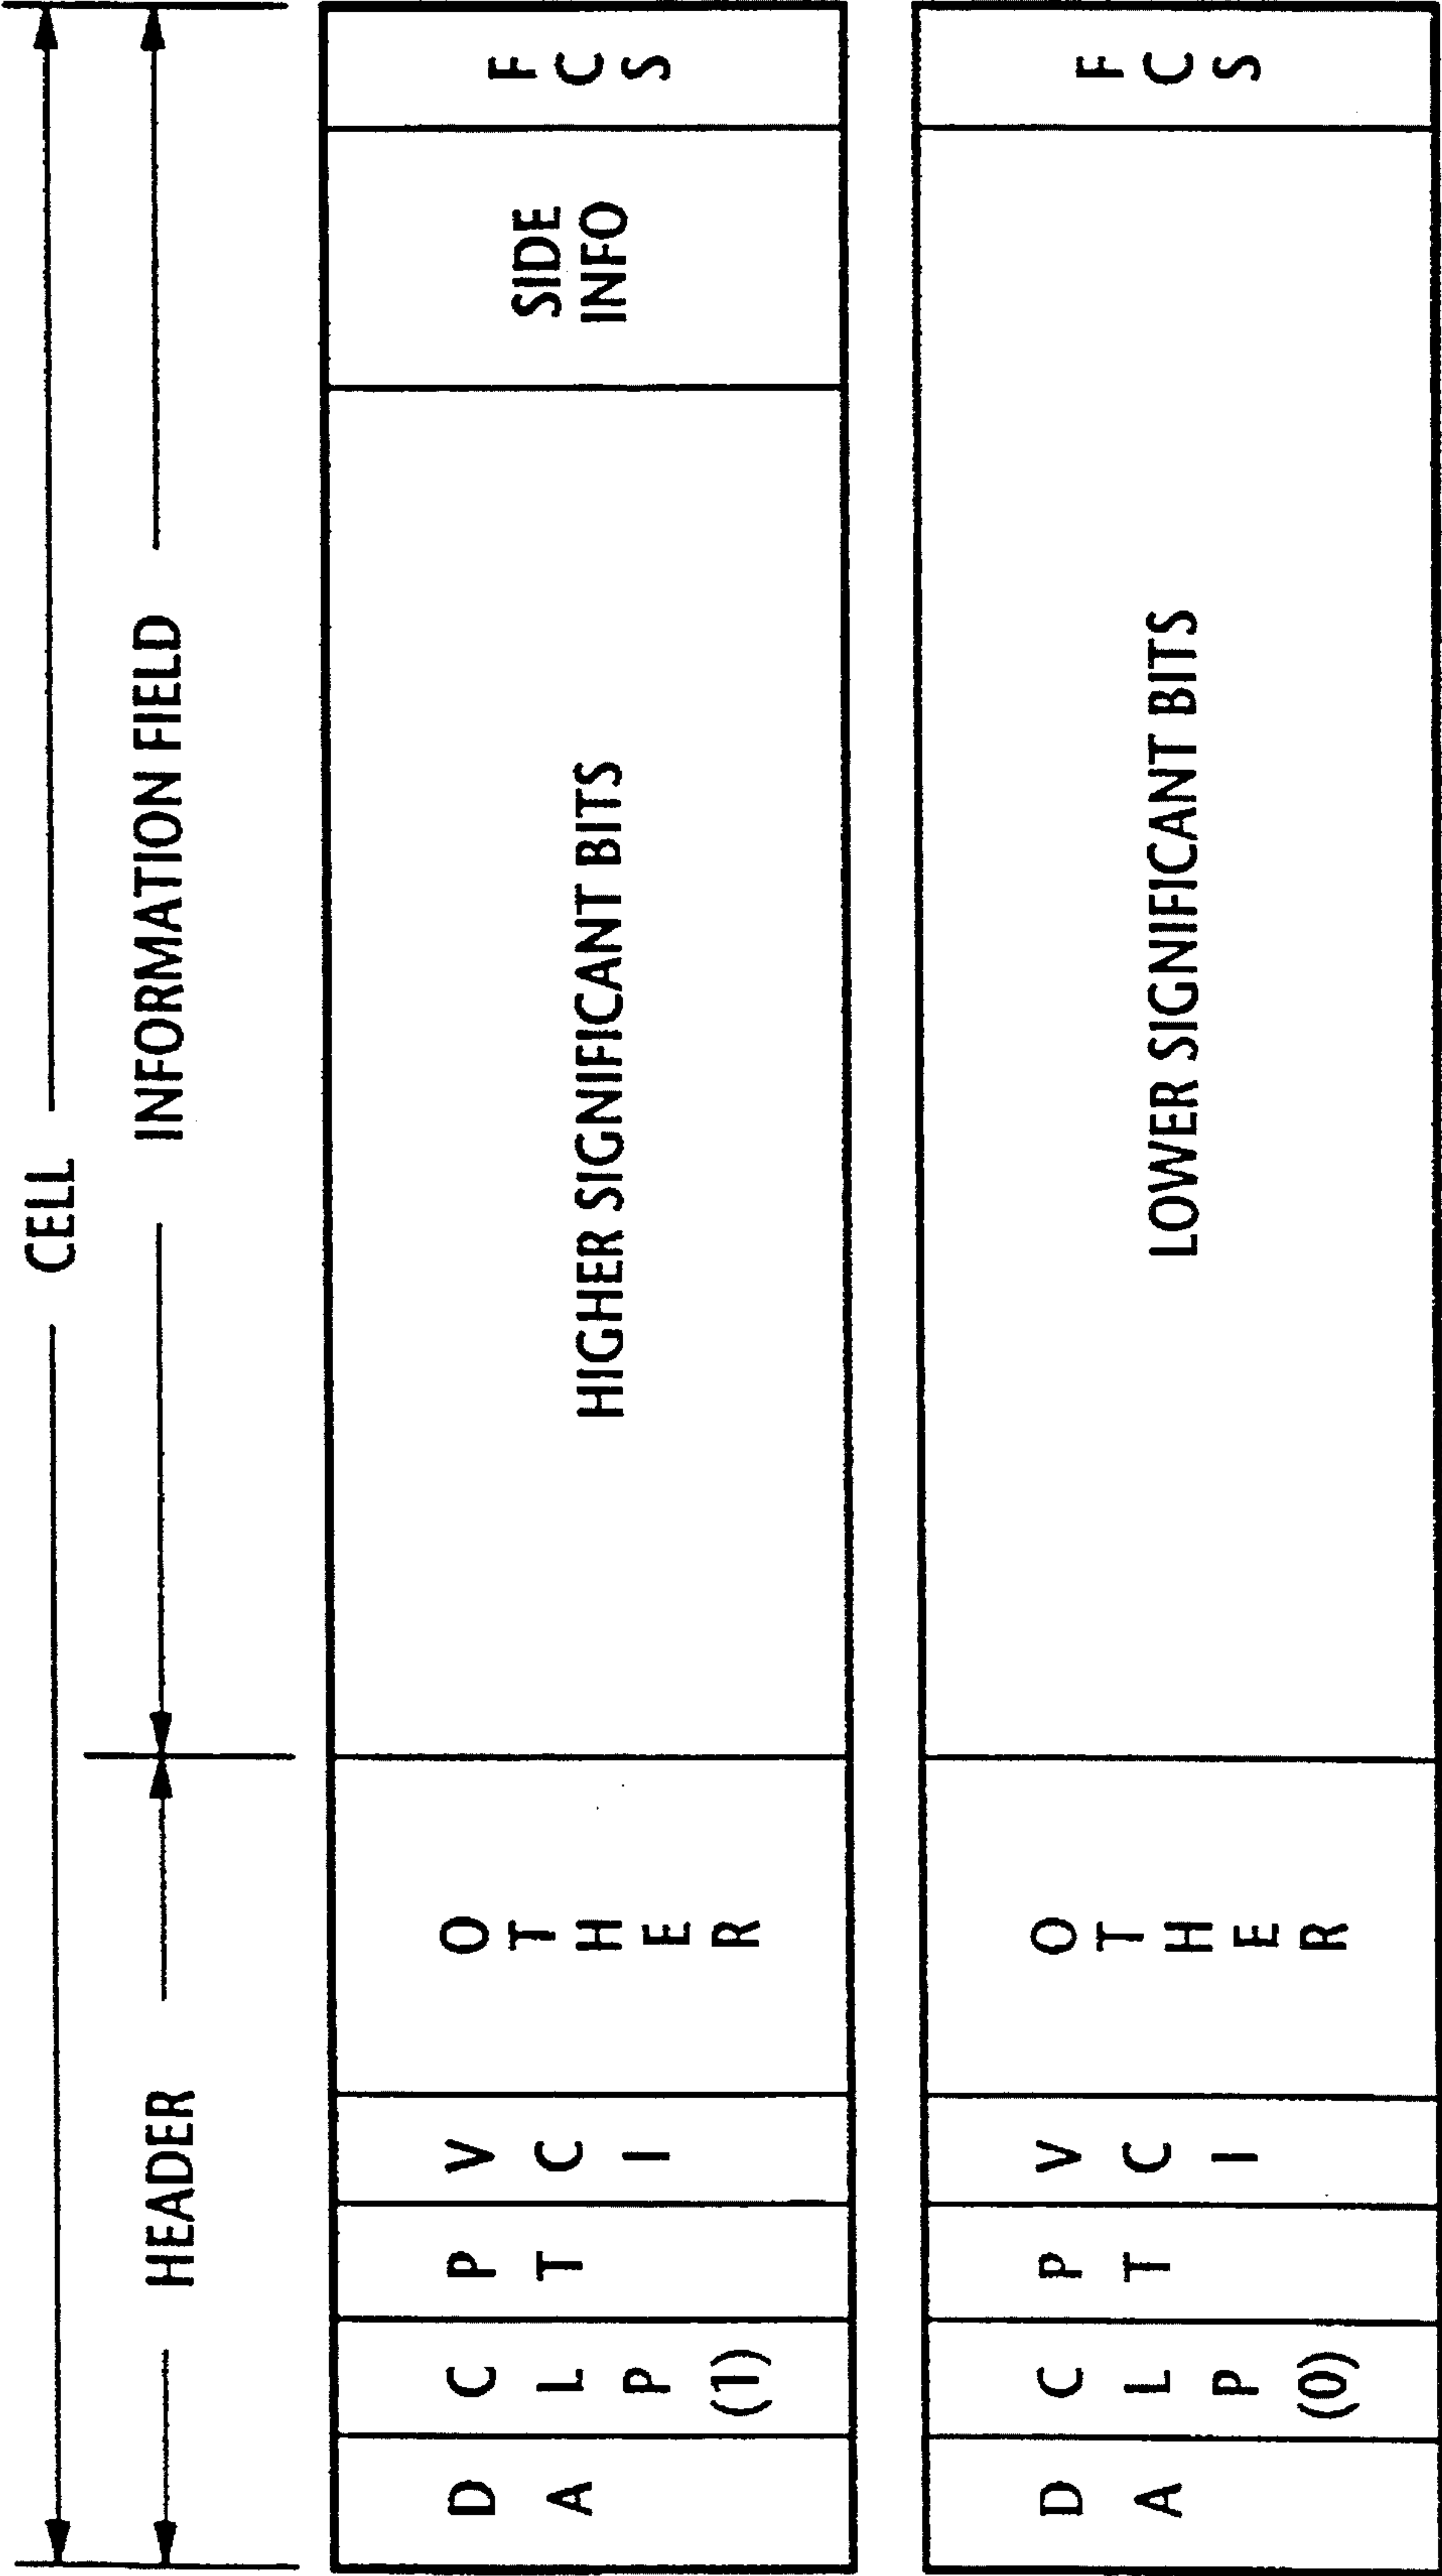 CELL
HEADER
INFORMATION FIELD
DA
CLP (1)
PT
VCI
OTHER
HIGHER SIGNIFICANT BITS
SIDE
INFO
FCS
DA
CLP (0)
PT
VCI
OTHER
LOWER SIGNIFICANT BITS
FCS